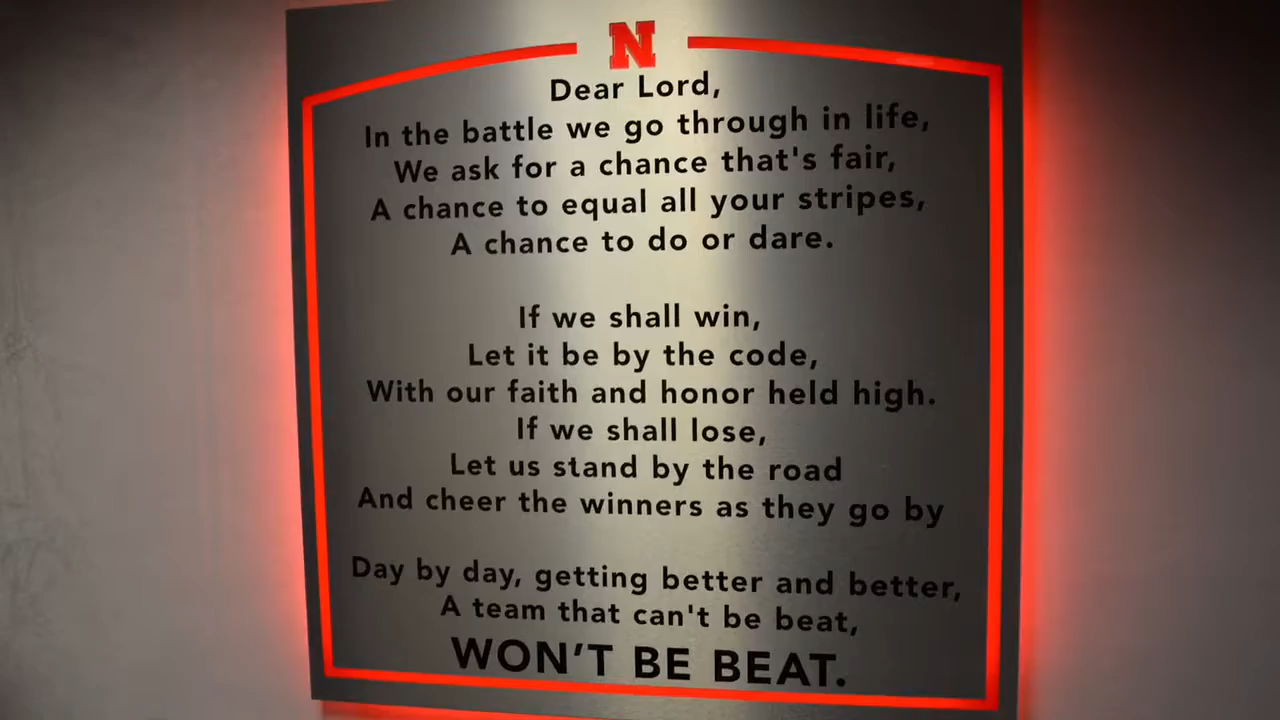 N
Dear Lord,
In the battle we go through in life,
We ask for a chance that's fair,
A chance to equal all your stripes,
A chance to do or dare.
If we shall win,
Let it be by the code,
With our faith and honor held high.
If we shall lose,
Let us stand by the road
And cheer the winners as they go by
Day by day, getting better and better,
A team that can't be beat,
WON'T BE BEAT.